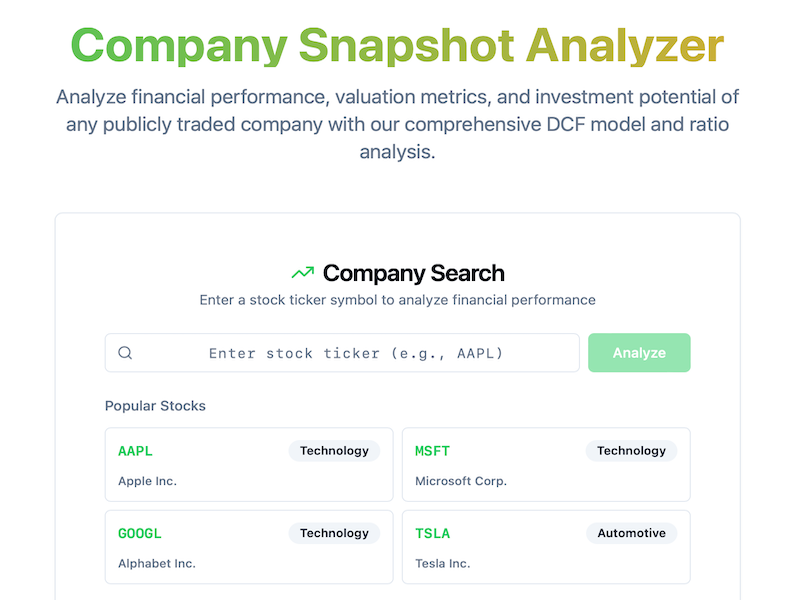 Company Snapshot Analyzer
Analyze financial performance, valuation metrics, and investment potential of
any publicly traded company with our comprehensive DCF model and ratio
analysis.
Company Search
Enter a stock ticker symbol to analyze financial performance
Enter stock ticker (e.g., AAPL)
Analyze
Popular Stocks
AAPL
Technology
Apple Inc.
MSFT
Technology
Microsoft Corp.
GOOGL
Technology
Alphabet Inc.
TSLA
Automotive
Tesla Inc.